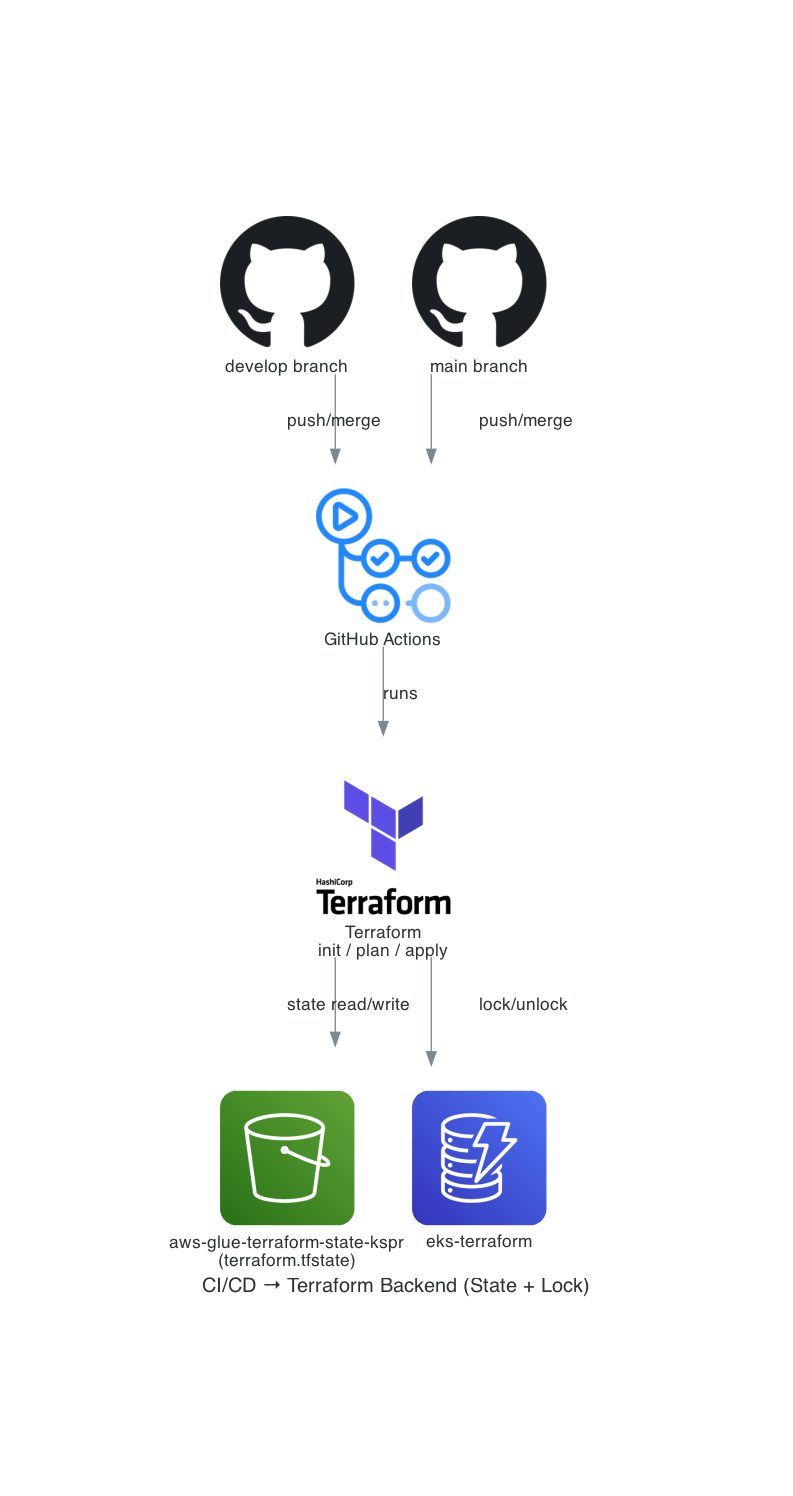 develop branch
main branch
push/merge
push/merge
GitHub Actions
runs
HashiCorp
Terraform
Terraform
init / plan / apply
state read/write
lock/unlock
aws-glue-terraform-state-kspr
(terraform.tfstate)
eks-terraform
CI/CD → Terraform Backend (State + Lock)